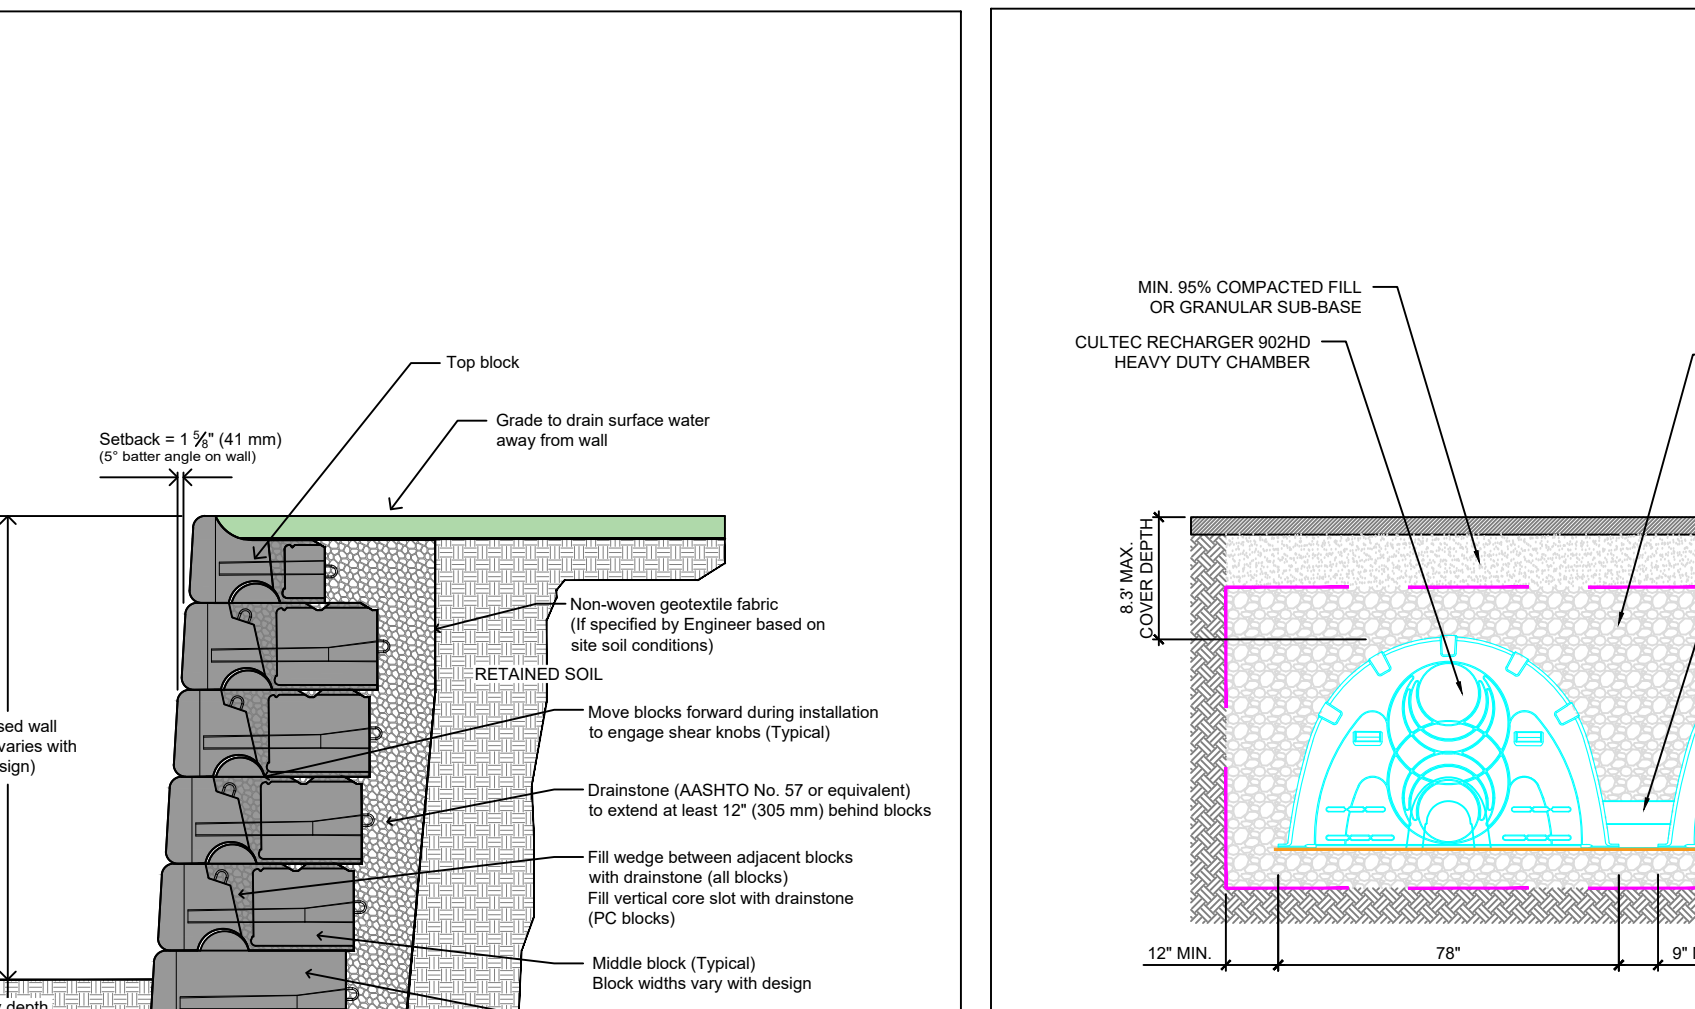 Top block
Grade to drain surface water
away from wall
Setback = 1 5⁄8" (41 mm)
(5° batter angle on wall)
Non-woven geotextile fabric
(If specified by Engineer based on
site soil conditions)
RETAINED SOIL
Move blocks forward during installation
to engage shear knobs (Typical)
varies with
Drainstone (AASHTO No. 57 or equivalent)
to extend at least 12" (305 mm) behind blocks
Fill wedge between adjacent blocks
with drainstone (all blocks)
Fill vertical core slot with drainstone
(PC blocks)
Middle block (Typical)
Block widths vary with design
sed wall
sign)
depth
MIN. 95% COMPACTED FILL
OR GRANULAR SUB-BASE
CULTEC RECHARGER 902HD
HEAVY DUTY CHAMBER
8.3' MAX.
COVER DEPTH
12" MIN.
78"
9"